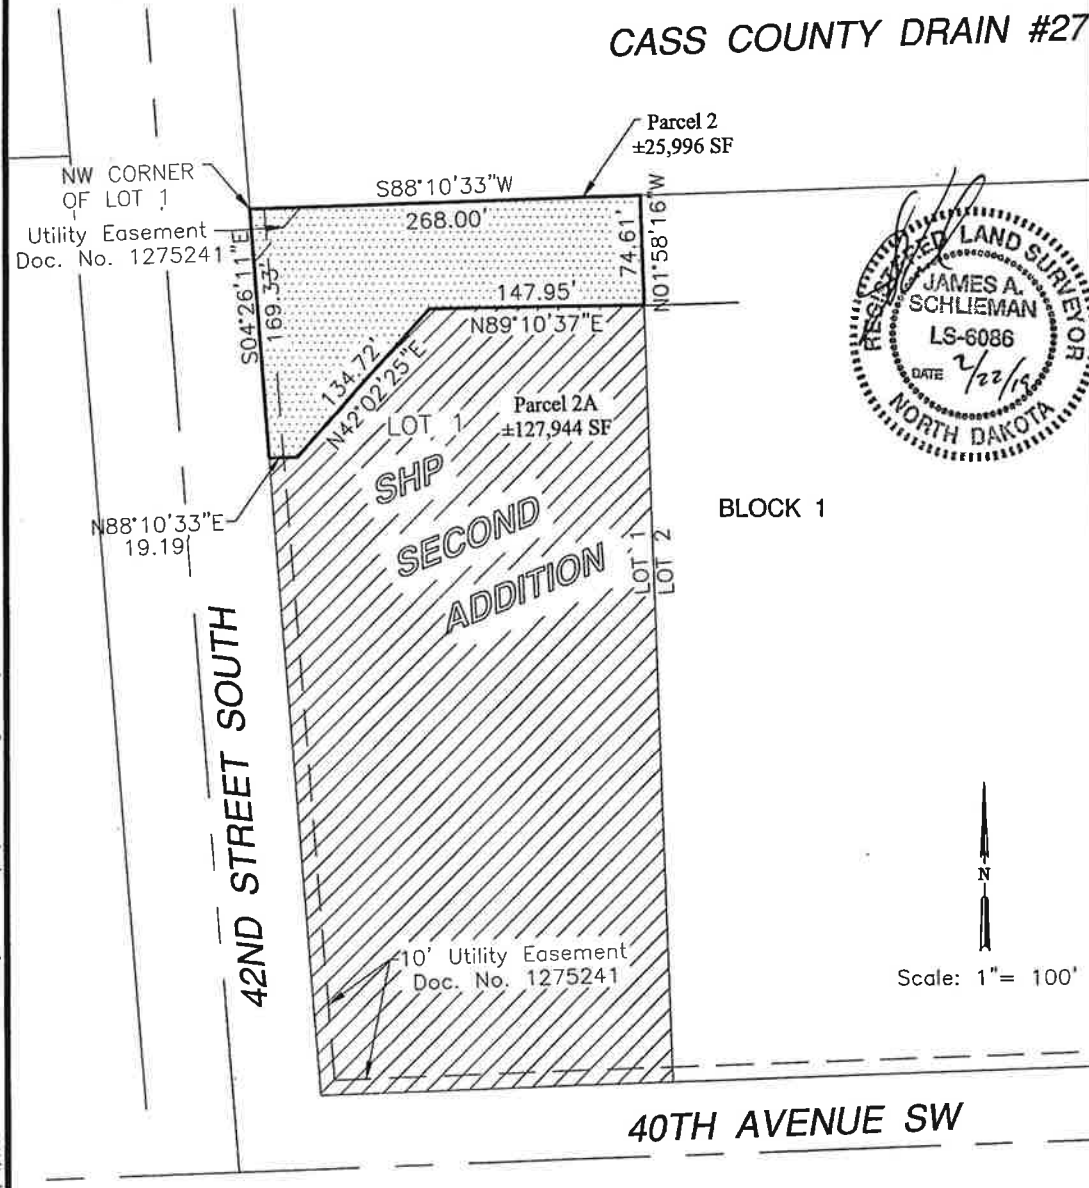 CASS COUNTY DRAIN #27
Parcel 2
±25,996 SF
NW CORNER
OF LOT 1
S88°10'33"W
268.00'
Utility Easement
Doc. No. 1275241
S04°26'11"E
169.33'
74.61'
N01°58'16"W
147.95'
N89°10'37"E
134.72'
N42°02'25"E
REGISTERED LAND SURVEYOR
JAMES A.
SCHLIEMAN
LS-6086
DATE 2/22/19
NORTH DAKOTA
LOT 1
Parcel 2A
±127,944 SF
SHP
SECOND
ADDITION
N88°10'33"E
19.19'
BLOCK 1
LOT 1
LOT 2
42ND STREET SOUTH
N
10' Utility Easement
Doc. No. 1275241
Scale: 1"= 100'
40TH AVENUE SW